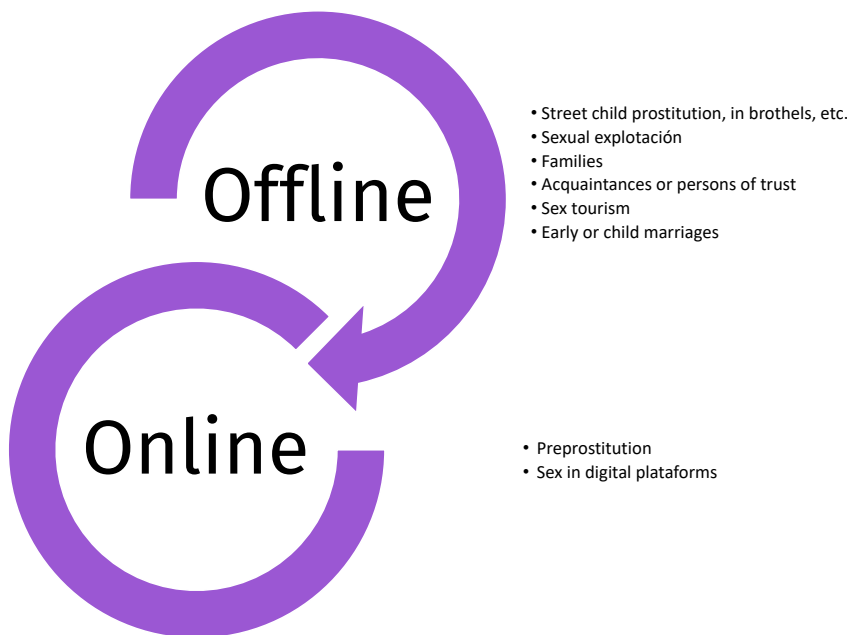 Offline
• Street child prostitution, in brothels, etc.
• Sexual explotación
• Families
• Acquaintances or persons of trust
• Sex tourism
• Early or child marriages
Online
• Preprostitution
• Sex in digital plataforms